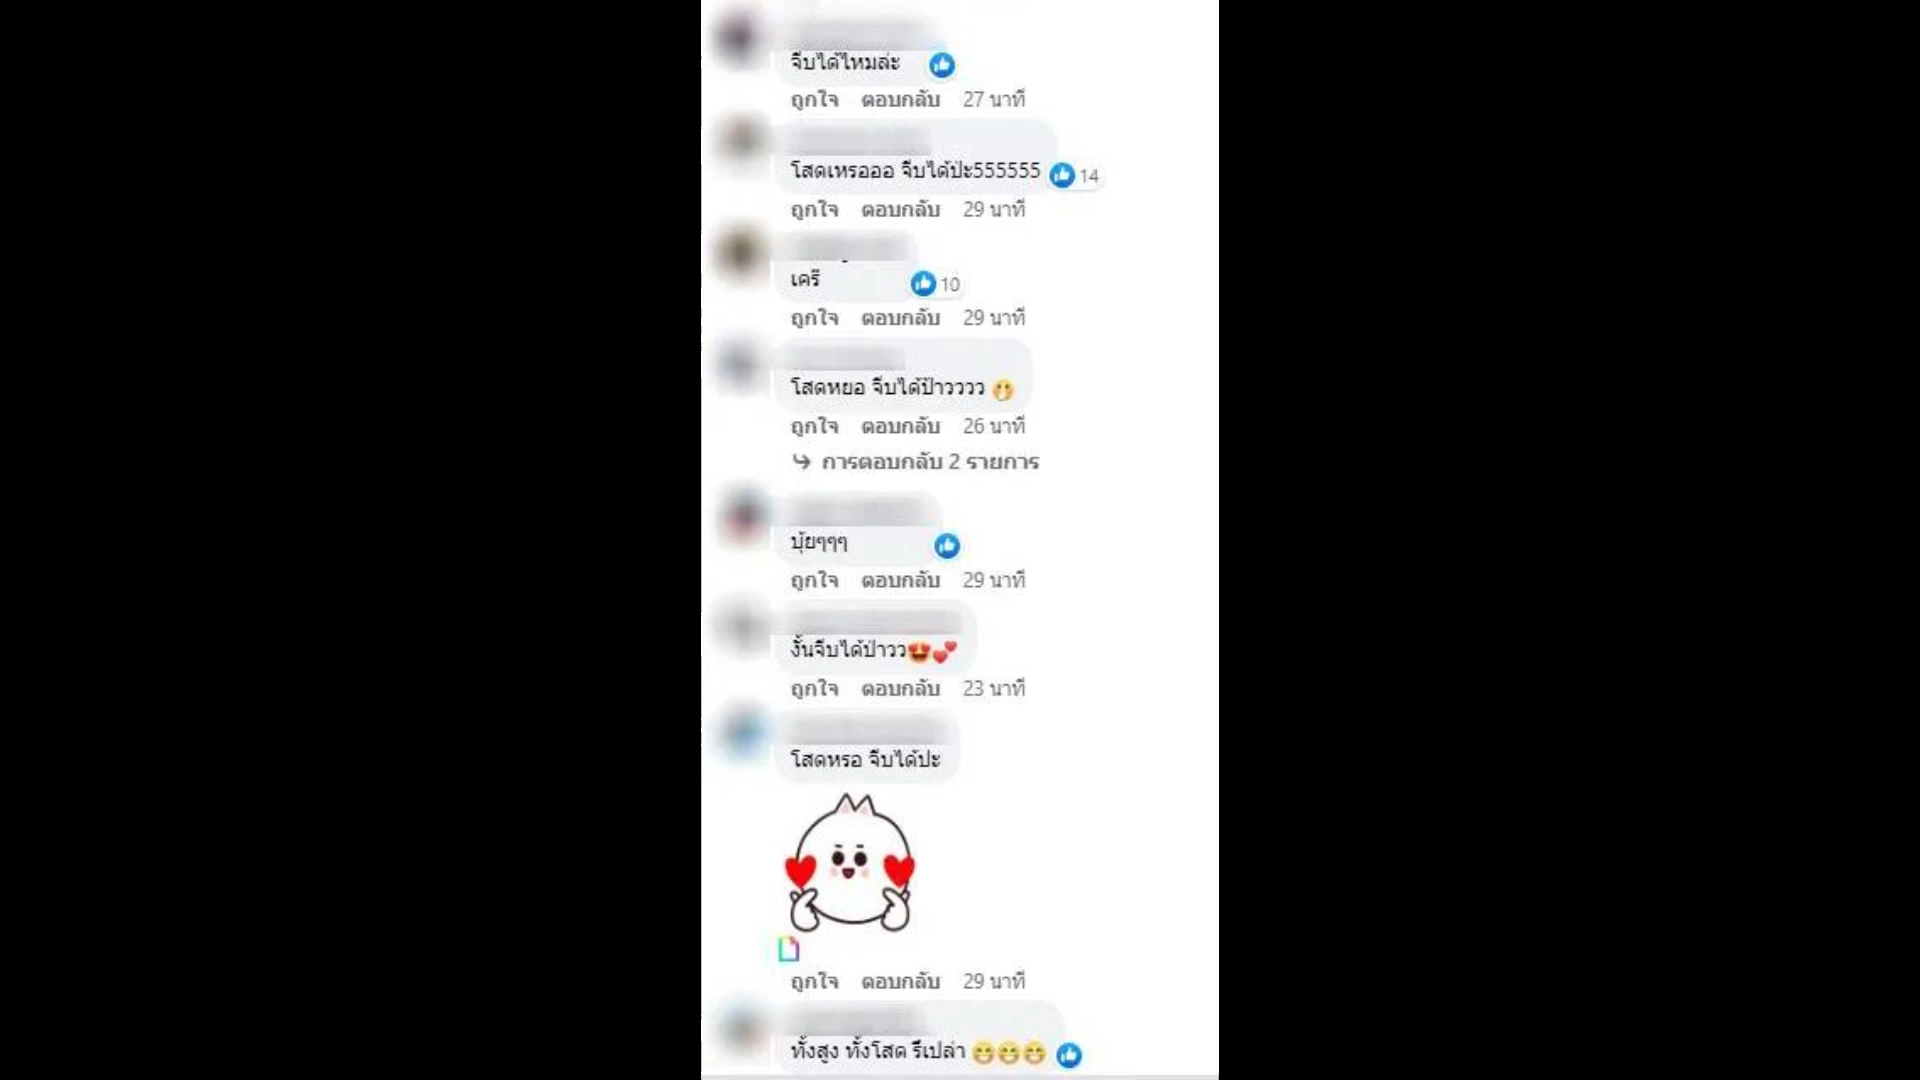 จีบได้ไหมล่ะ
ถูกใจ ตอบกลับ 27 นาที
โสดเหรอออ จีบได้ป่ะ555555 14
ถูกใจ ตอบกลับ 29 นาที
เครี๊ 10
ถูกใจ ตอบกลับ 29 นาที
โสดหยอ จีบได้ป้าวววว
ถูกใจ ตอบกลับ 26 นาที
การตอบกลับ 2 รายการ
บุ้ยๆๆๆ
ถูกใจ ตอบกลับ 29 นาที
งั้นจีบได้ป่าวว😍💕
ถูกใจ ตอบกลับ 23 นาที
โสดหรอ จีบได้ปะ
ถูกใจ ตอบกลับ 29 นาที
ทั้งสูง ทั้งโสด รึเปล่า 😁😁😁